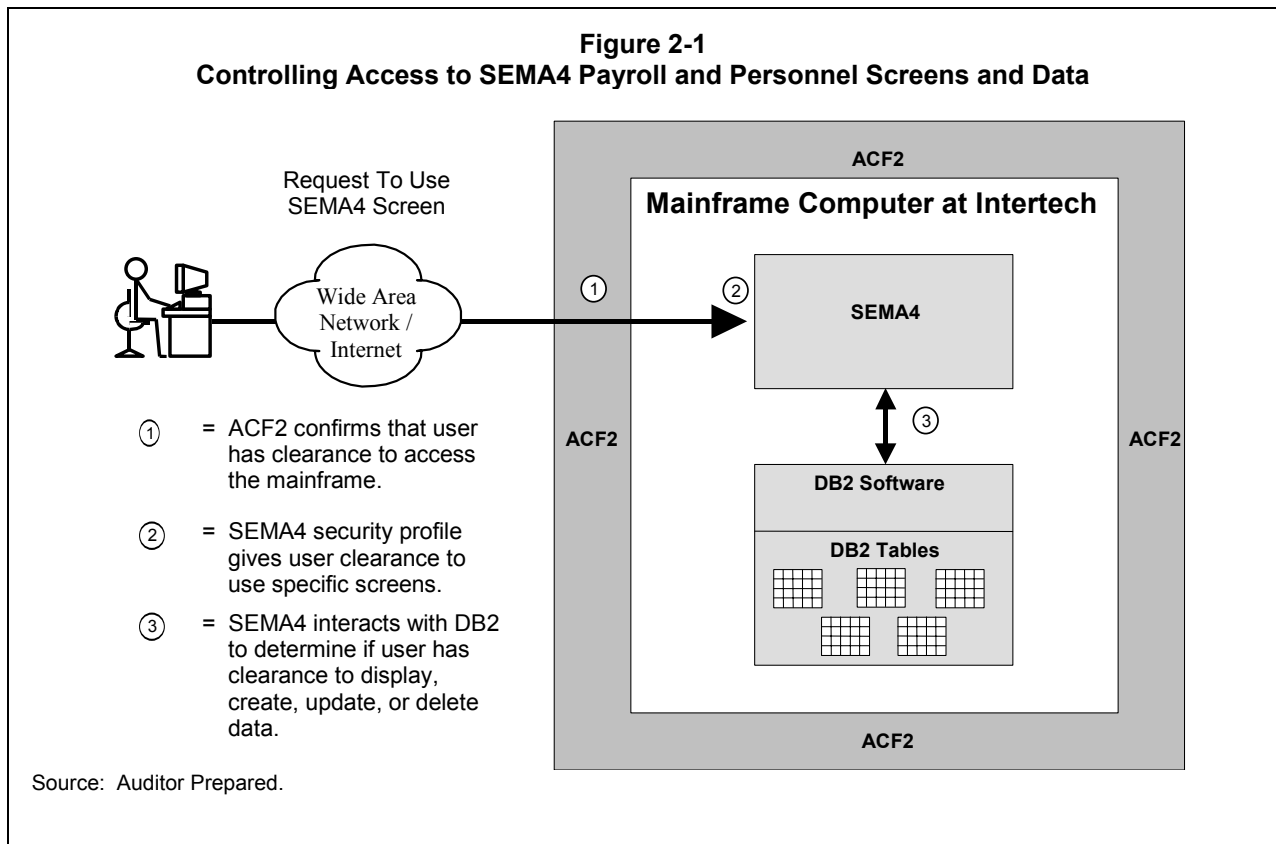 Figure 2-1
Controlling Access to SEMA4 Payroll and Personnel Screens and Data
ACF2
Request To Use
SEMA4 Screen
Mainframe Computer at Intertech
Wide Area
Network /
Internet
1
2
SEMA4
3
ACF2
ACF2
DB2 Software
DB2 Tables
ACF2
1 = ACF2 confirms that user
has clearance to access
the mainframe.
2 = SEMA4 security profile
gives user clearance to
use specific screens.
3 = SEMA4 interacts with DB2
to determine if user has
clearance to display,
create, update, or delete
data.
Source: Auditor Prepared.